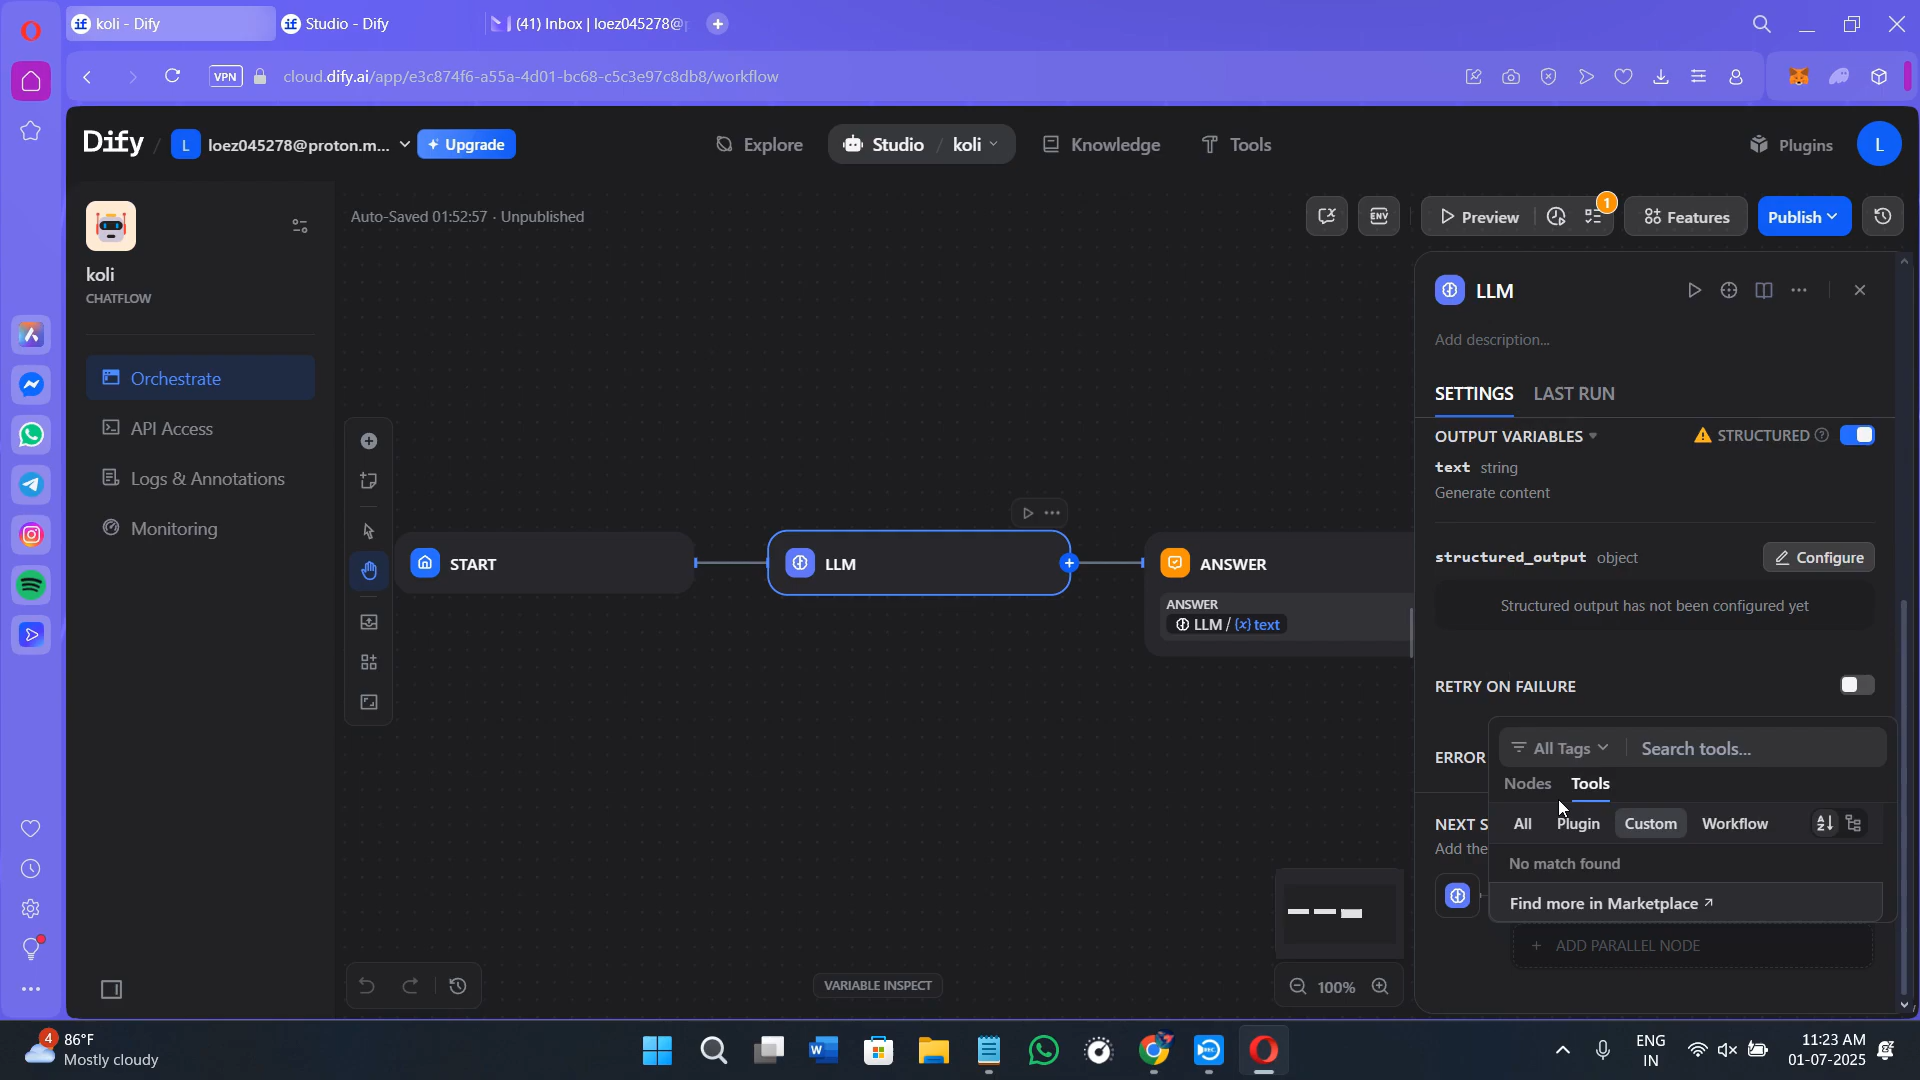 koli - Dify
Studio - Dify
(41) Inbox | loez045278@p
VPN
cloud.dify.ai/app/e3c874f6-a55a-4d01-bc68-c5c3e97c8db8/workflow
Dify / L loez045278@proton.m...
Upgrade
Explore
Studio / koli
Knowledge
Tools
Plugins
L
koli
CHATFLOW
Orchestrate
API Access
Logs & Annotations
Monitoring
Auto-Saved 01:52:57 · Unpublished
ENV
Preview
1
Features
Publish
START
LLM
ANSWER
ANSWER
LLM / {x} text
VARIABLE INSPECT
100%
LLM
Add description...
SETTINGS
LAST RUN
OUTPUT VARIABLES
STRUCTURED
text string
Generate content
structured_output object
Configure
Structured output has not been configured yet
RETRY ON FAILURE
ERROR
NEXT S
Add the
All Tags
Search tools...
Nodes
Tools
All
Plugin
Custom
Workflow
No match found
Find more in Marketplace
+ ADD PARALLEL NODE
4
86°F
Mostly cloudy
ENG
IN
11:23 AM
01-07-2025